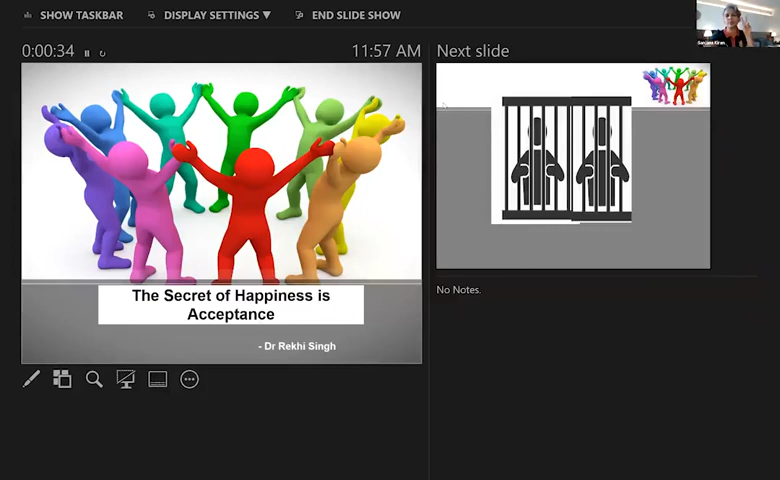 SHOW TASKBAR
DISPLAY SETTINGS ▼
END SLIDE SHOW
0:00:34
11:57 AM
Next slide
The Secret of Happiness is
Acceptance
- Dr Rekhi Singh
No Notes.